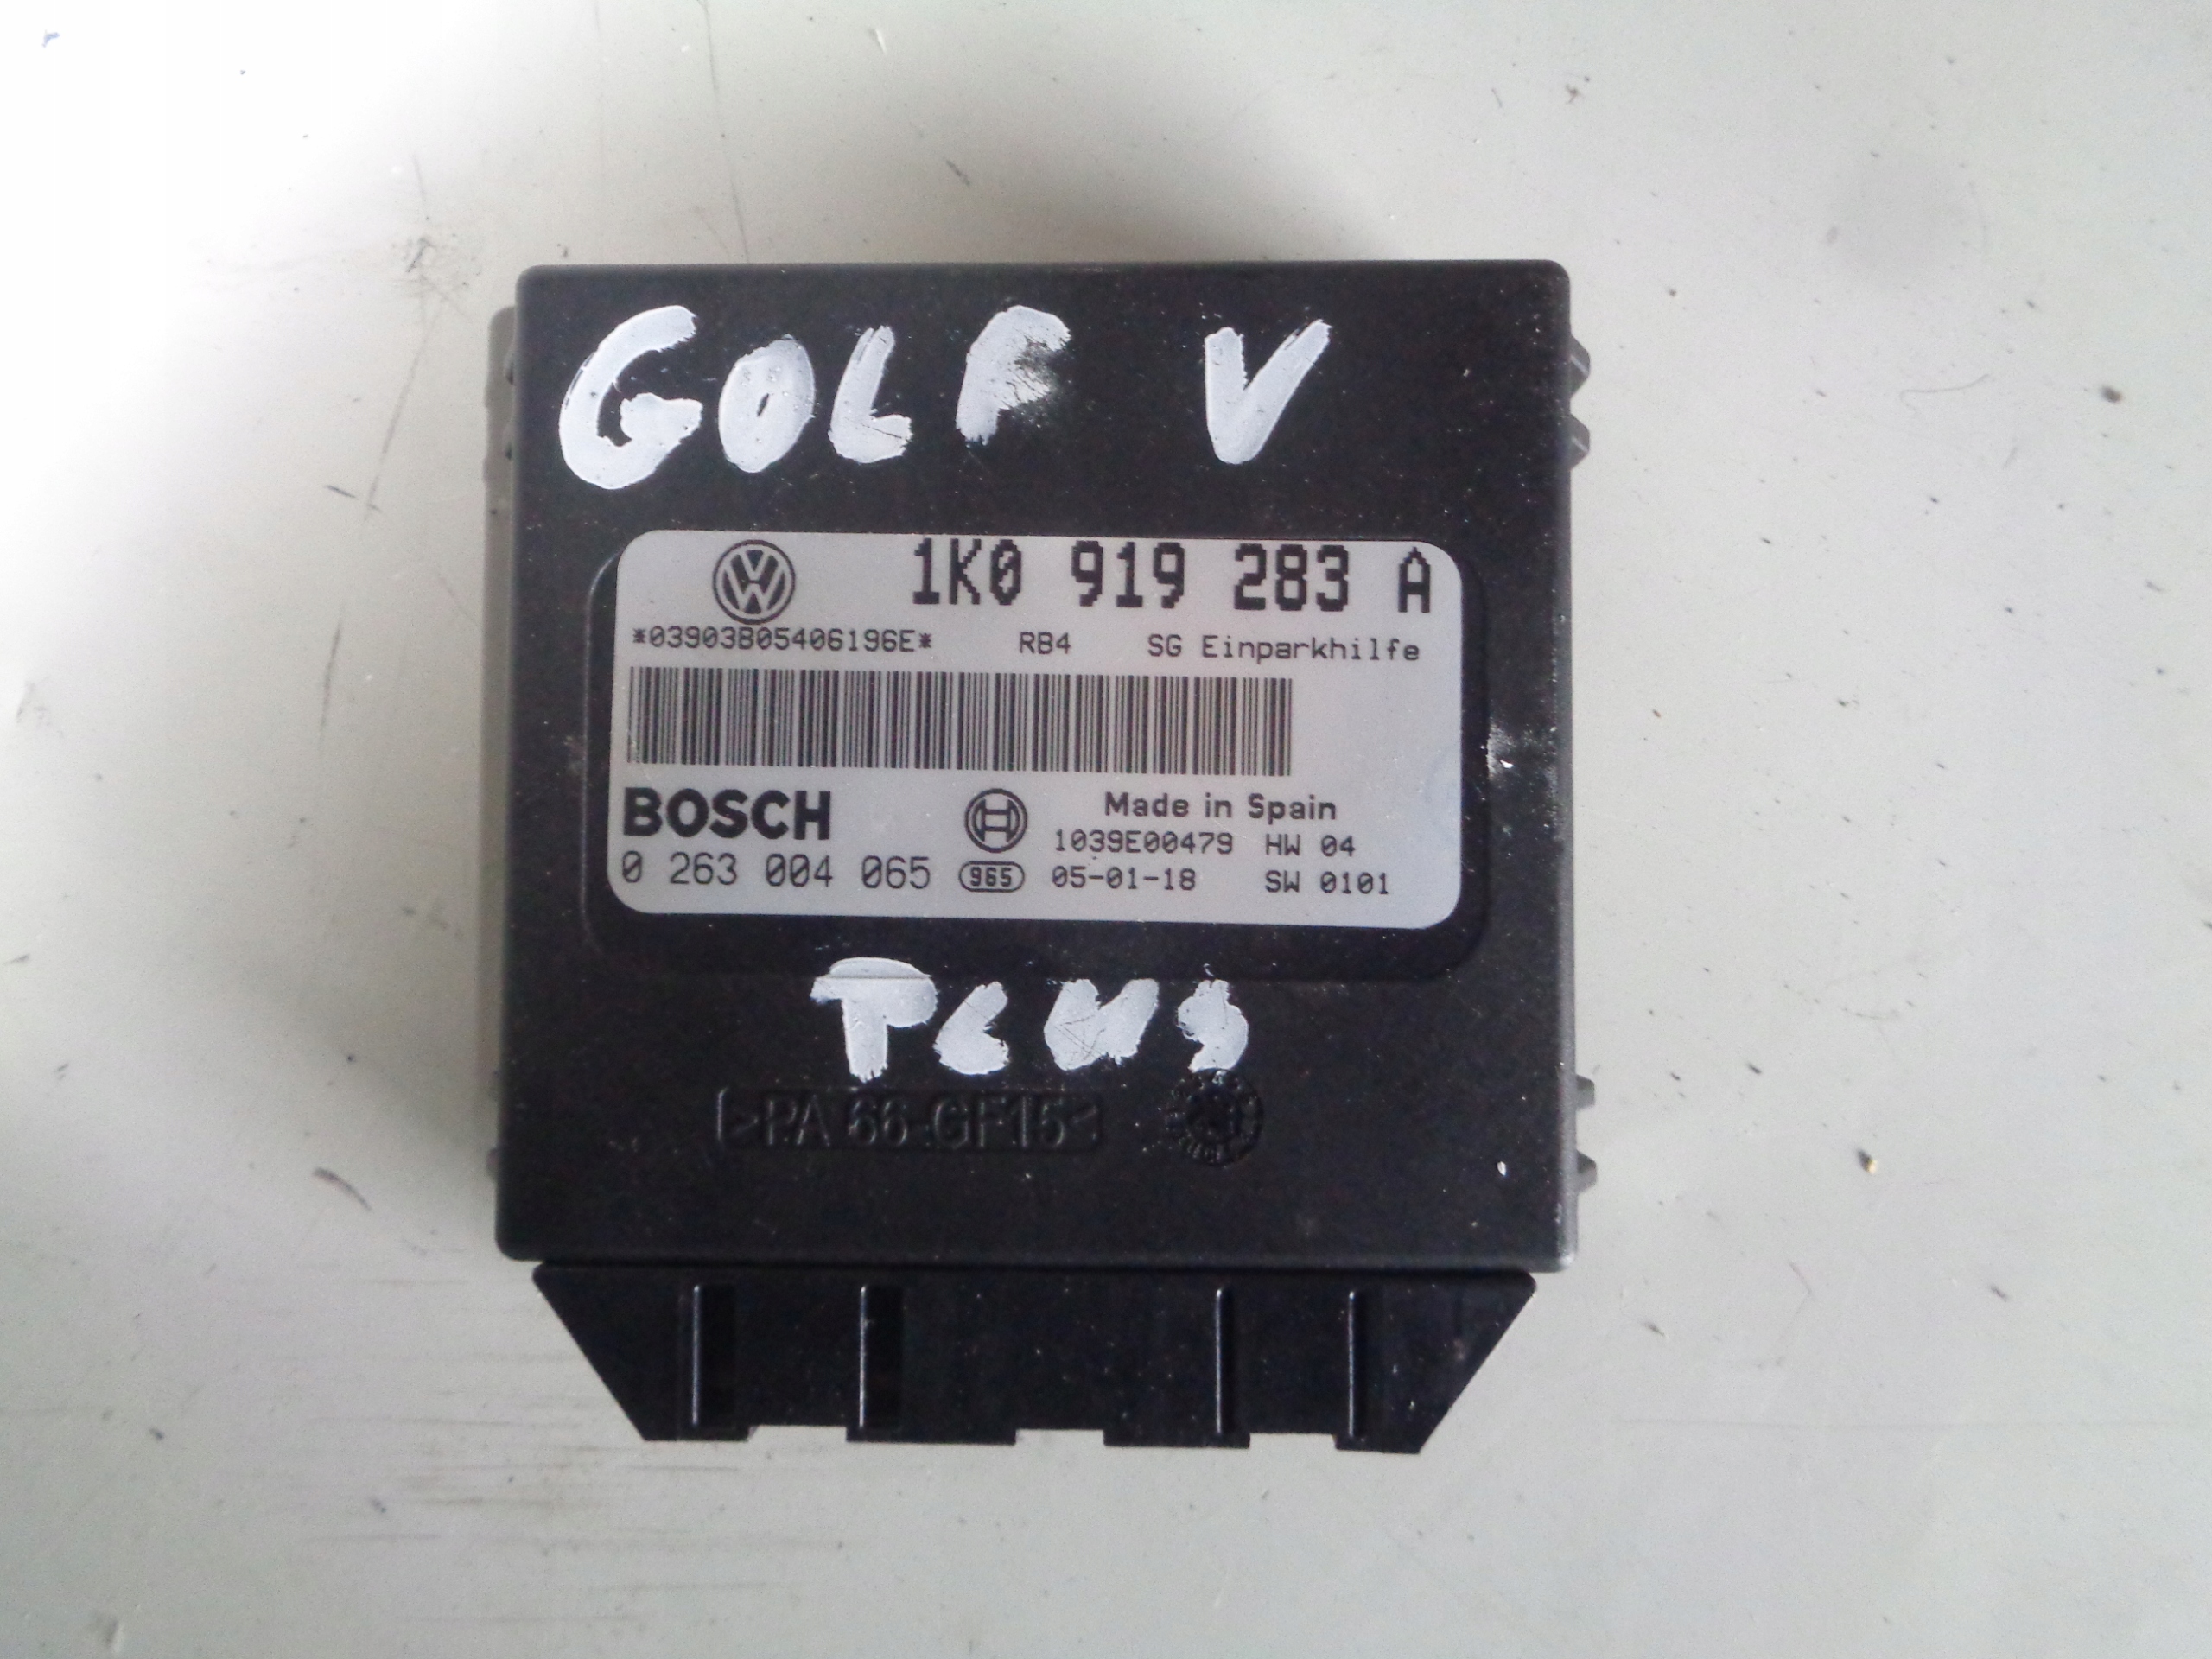 GOLF V
1K0 919 283 A
*03903B05406196E* RB4 SG Einparkhilfe
BOSCH Made in Spain
1039E00479 HW 04
0 263 004 065 965 05-01-18 SW 0101
PLUS
>PA 66-GF15<